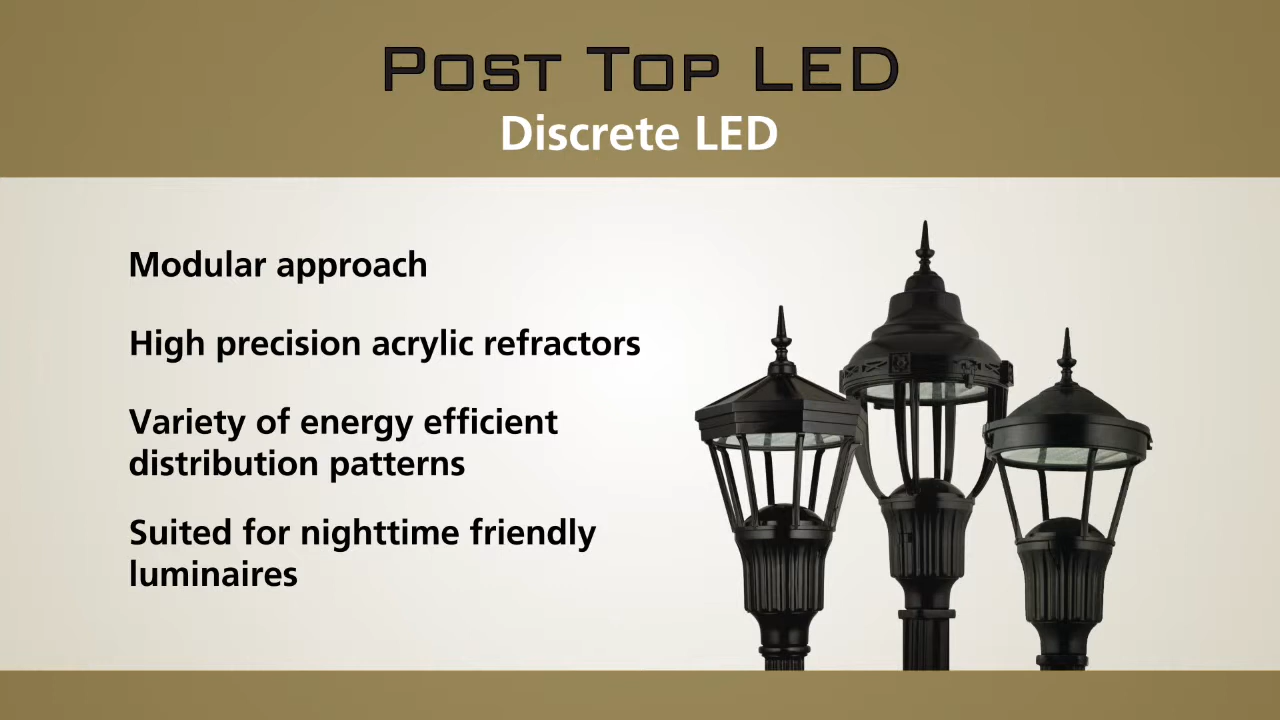 Post Top LED
Discrete LED
Modular approach
High precision acrylic refractors
Variety of energy efficient
distribution patterns
Suited for nighttime friendly
luminaires